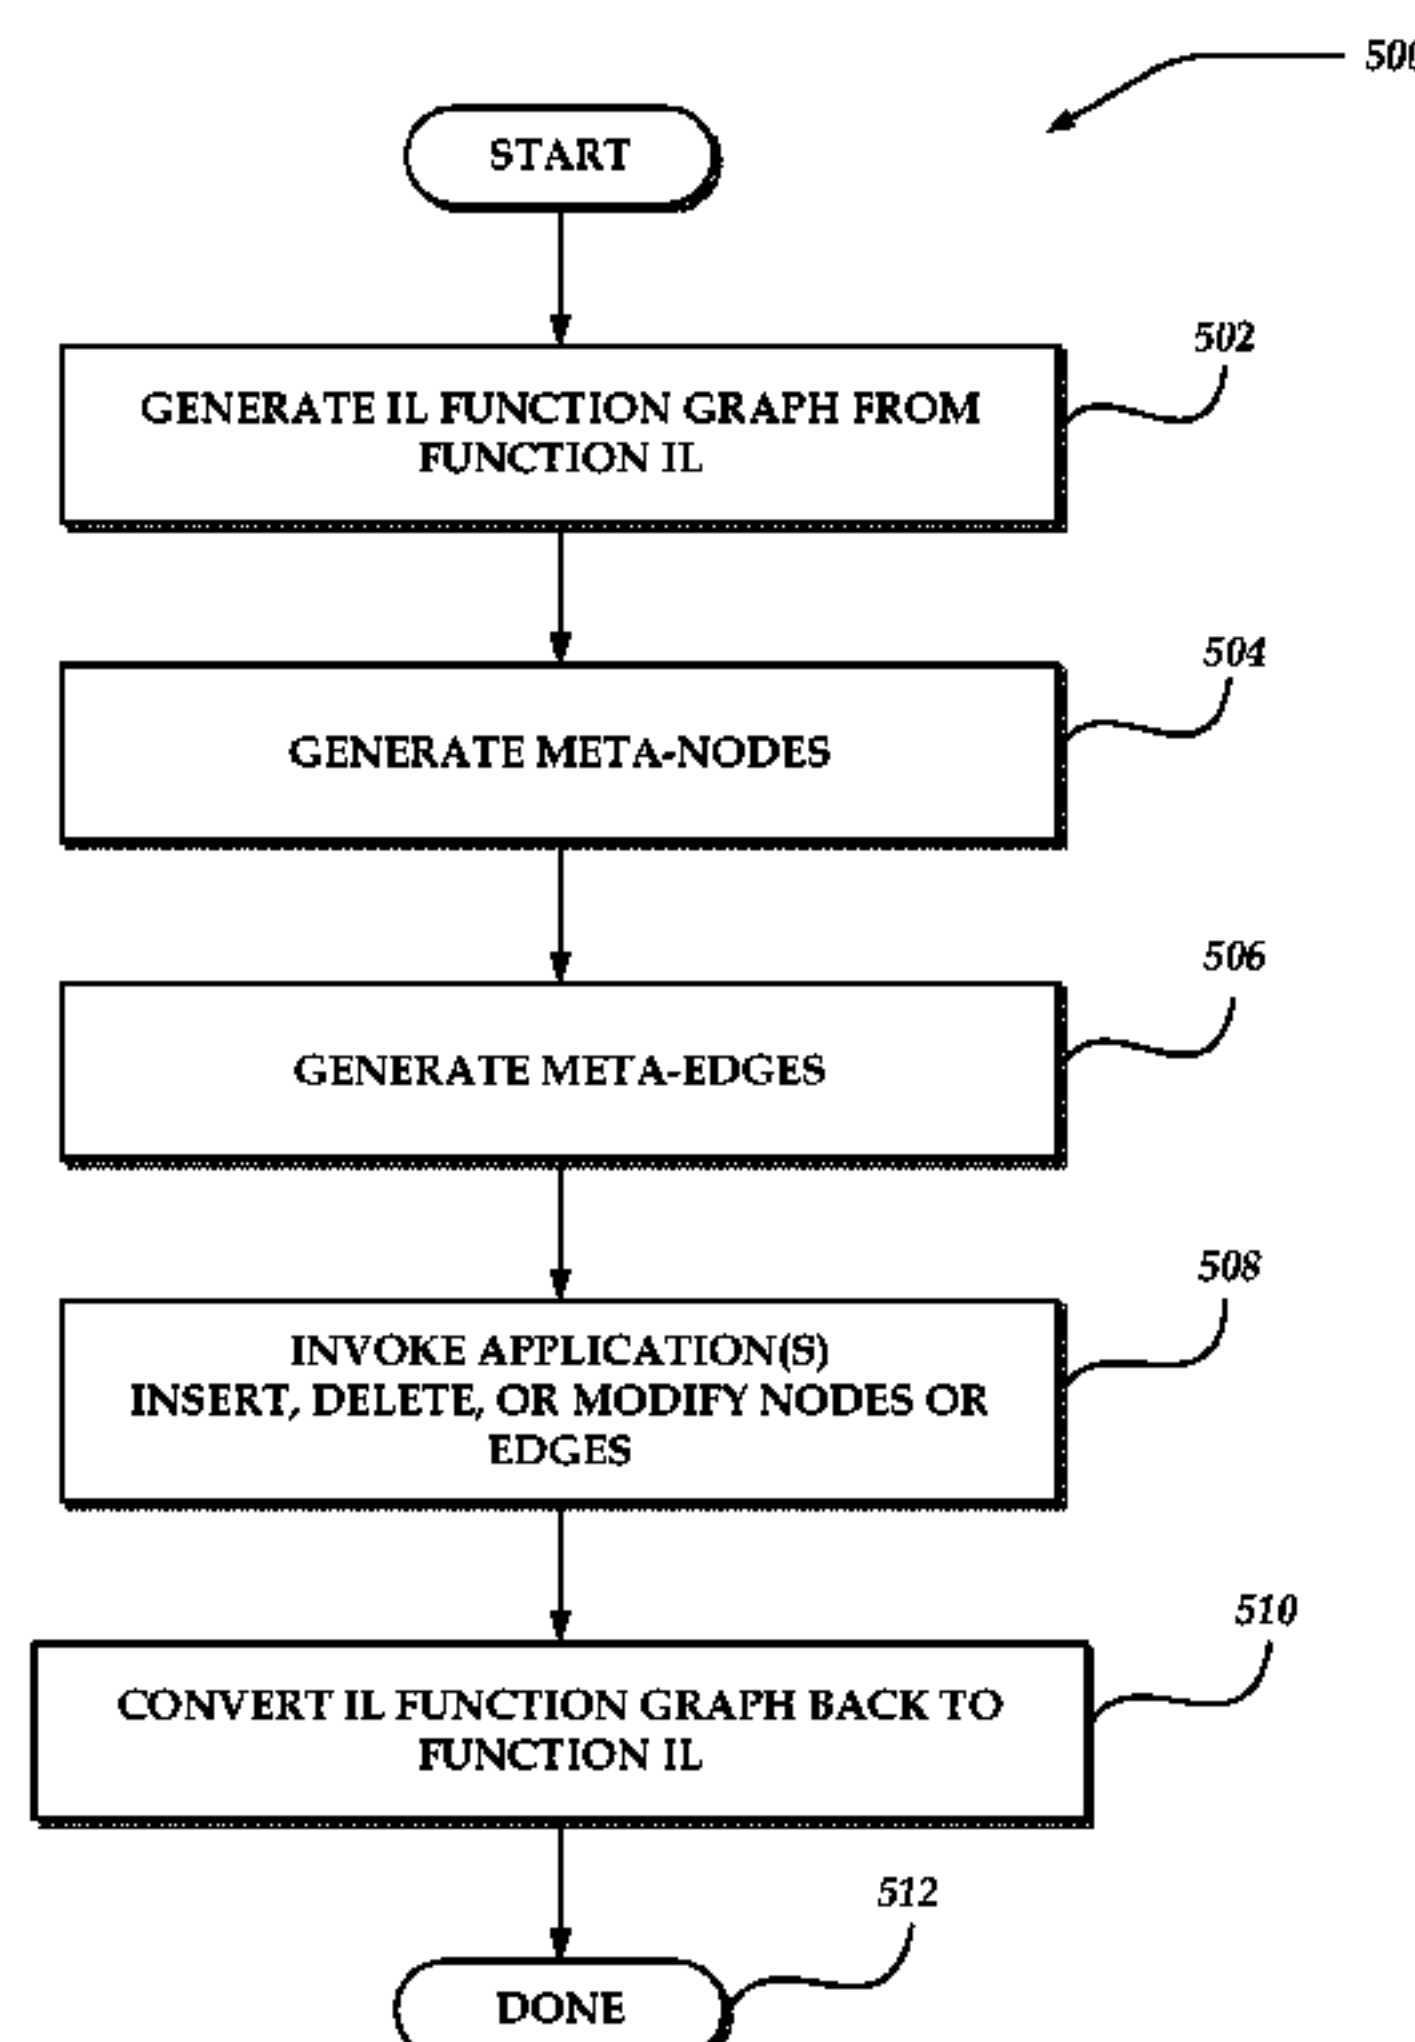 START
502
GENERATE IL FUNCTION GRAPH FROM
FUNCTION IL
504
GENERATE META-NODES
506
GENERATE META-EDGES
508
INVOKE APPLICATION(S)
INSERT, DELETE, OR MODIFY NODES OR
EDGES
510
CONVERT IL FUNCTION GRAPH BACK TO
FUNCTION IL
512
DONE